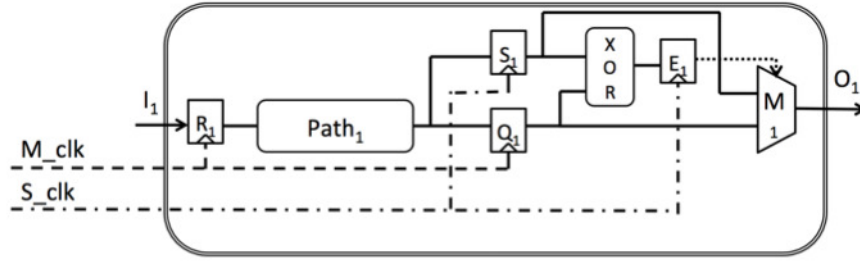 I1
R1
Path1
S1
Q1
X
O
R
E1
M
1
O1
M_clk
S_clk